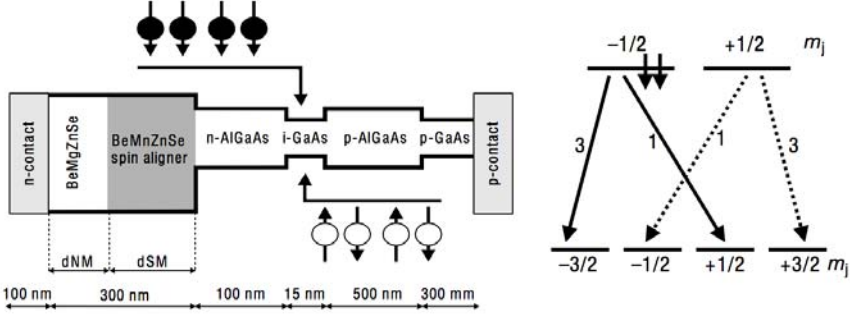 n-contact
BeMgZnSe
BeMnZnSe
spin aligner
n-AlGaAs
i-GaAs
p-AlGaAs
p-GaAs
p-contact
dNM
dSM
100 nm
300 nm
100 nm
15 nm
500 nm
300 mm
−1/2
+1/2
mj
3
1
1
3
−3/2
−1/2
+1/2
+3/2
mj